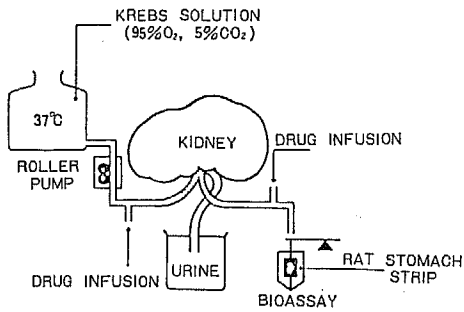 KREBS SOLUTION
(95%O₂, 5%CO₂)
37°C
KIDNEY
DRUG INFUSION
ROLLER
PUMP
DRUG INFUSION
URINE
RAT STOMACH
STRIP
BIOASSAY